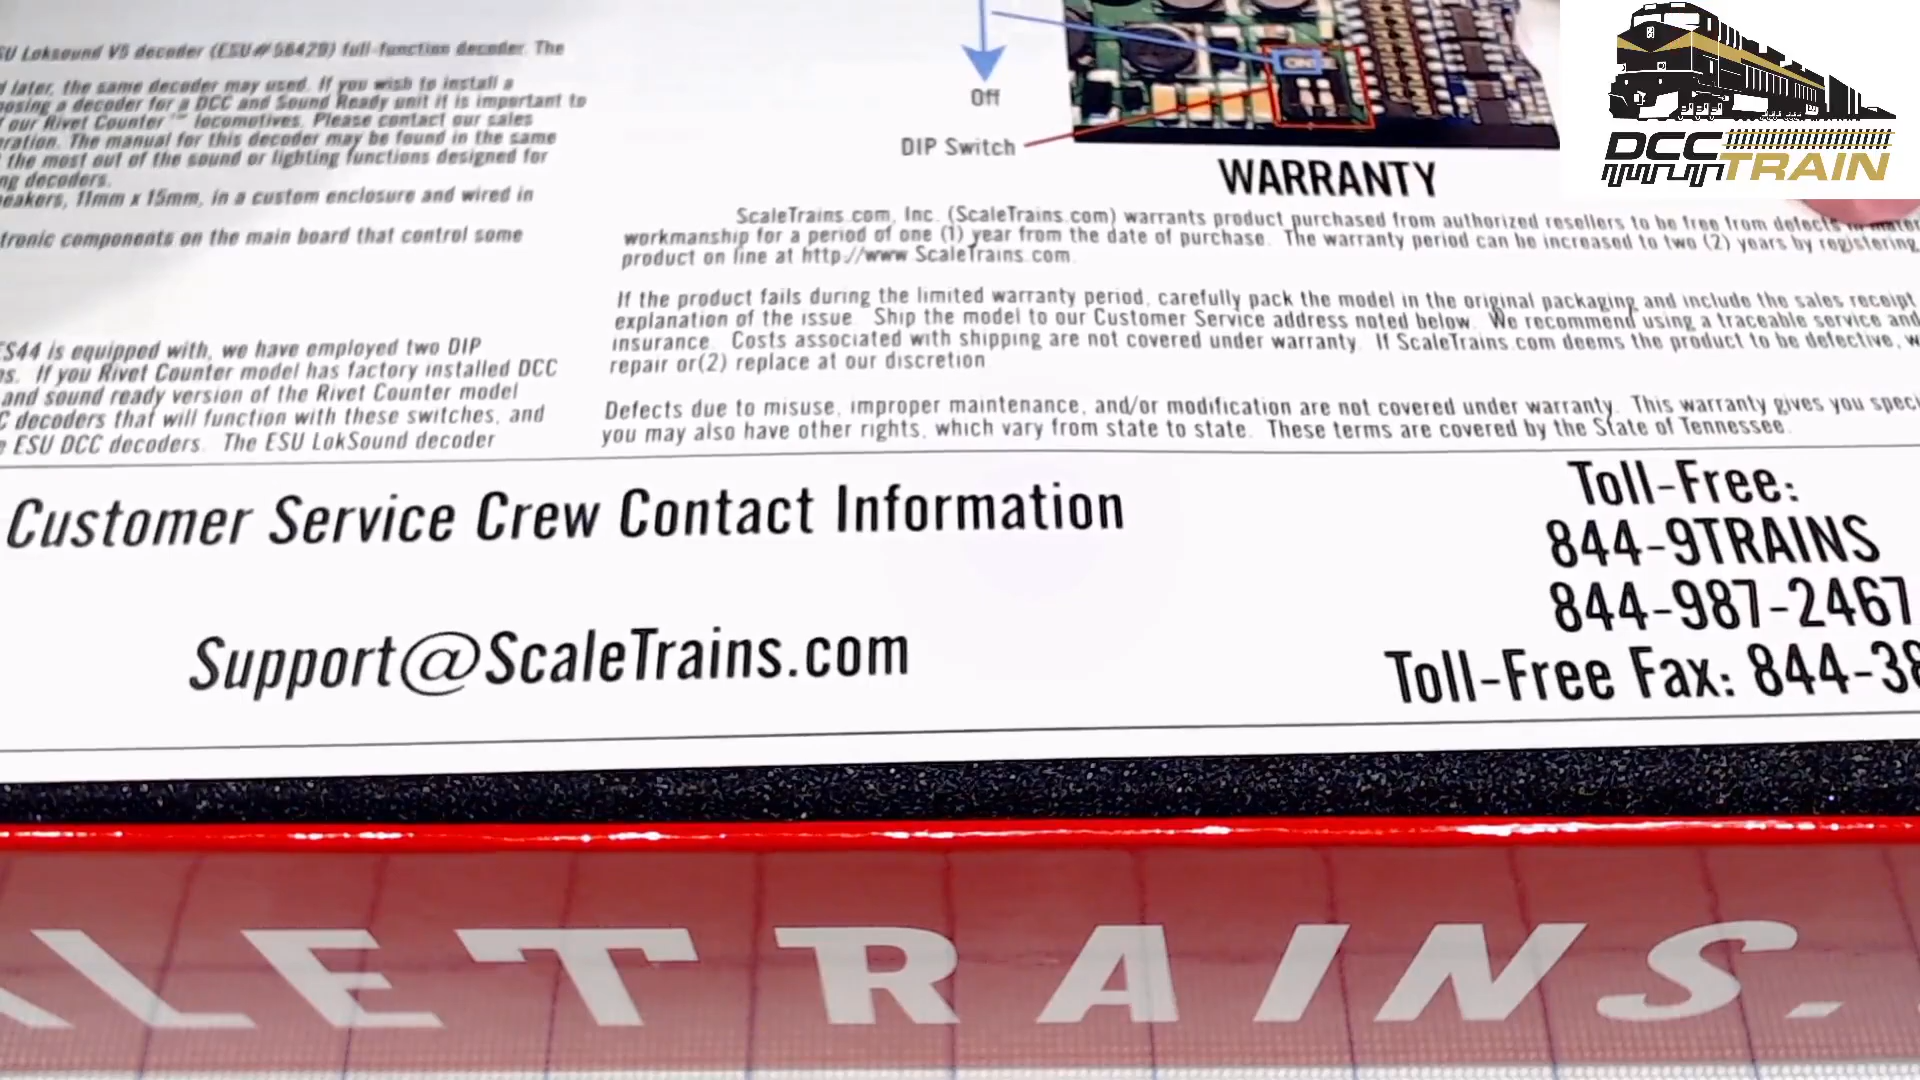 SU Loksound V5 decoder (ESU# 56429) full-function decoder. The
d later, the same decoder may used. If you wish to install a
posing a decoder for a DCC and Sound Ready unit it is important to
f our Rivet Counter™ locomotives. Please contact our sales
ration. The manual for this decoder may be found in the same
the most out of the sound or lighting functions designed for
ng decoders.
eakers, 11mm x 15mm, in a custom enclosure and wired in
tronic components on the main board that control some
ES44 is equipped with, we have employed two DIP
ns. If you Rivet Counter model has factory installed DCC
and sound ready version of the Rivet Counter model
C decoders that will function with these switches, and
e ESU DCC decoders. The ESU LokSound decoder
Off
ON
DIP Switch
WARRANTY
ScaleTrains.com, Inc. (ScaleTrains.com) warrants product purchased from authorized resellers to be free from defects in mater
workmanship for a period of one (1) year from the date of purchase. The warranty period can be increased to two (2) years by registering
product on line at http://www.ScaleTrains.com.
If the product fails during the limited warranty period, carefully pack the model in the original packaging and include the sales receipt
explanation of the issue. Ship the model to our Customer Service address noted below. We recommend using a traceable service and
insurance. Costs associated with shipping are not covered under warranty. If ScaleTrains.com deems the product to be defective, w
repair or(2) replace at our discretion
Defects due to misuse, improper maintenance, and/or modification are not covered under warranty. This warranty gives you speci
you may also have other rights, which vary from state to state. These terms are covered by the State of Tennessee.
Customer Service Crew Contact Information
Support@ScaleTrains.com
Toll-Free:
844-9TRAINS
844-987-2467
Toll-Free Fax: 844-38
ALETRAINS.
DCC TRAIN